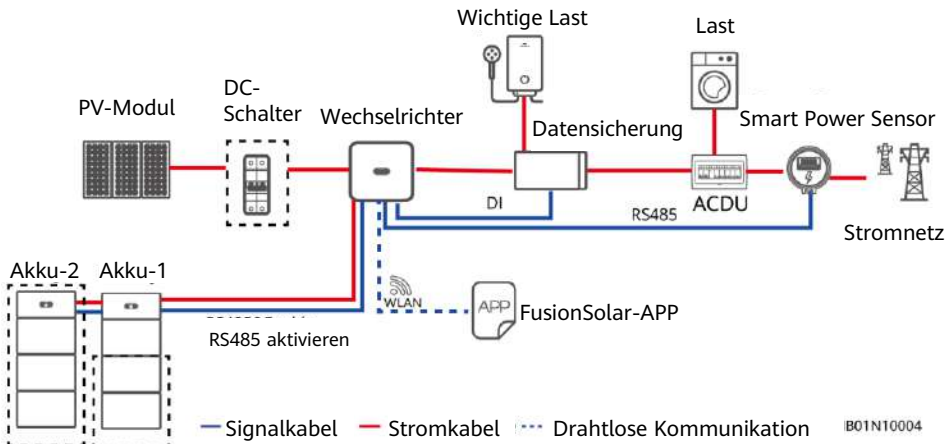 Wichtige Last
Last
DC-
Schalter
PV-Modul
Wechselrichter
Datensicherung
Smart Power Sensor
DI
RS485
ACDU
Stromnetz
Akku-2
Akku-1
WLAN
APP
FusionSolar-APP
RS485 aktivieren
Signalkabel
Stromkabel
Drahtlose Kommunikation
B01N10004